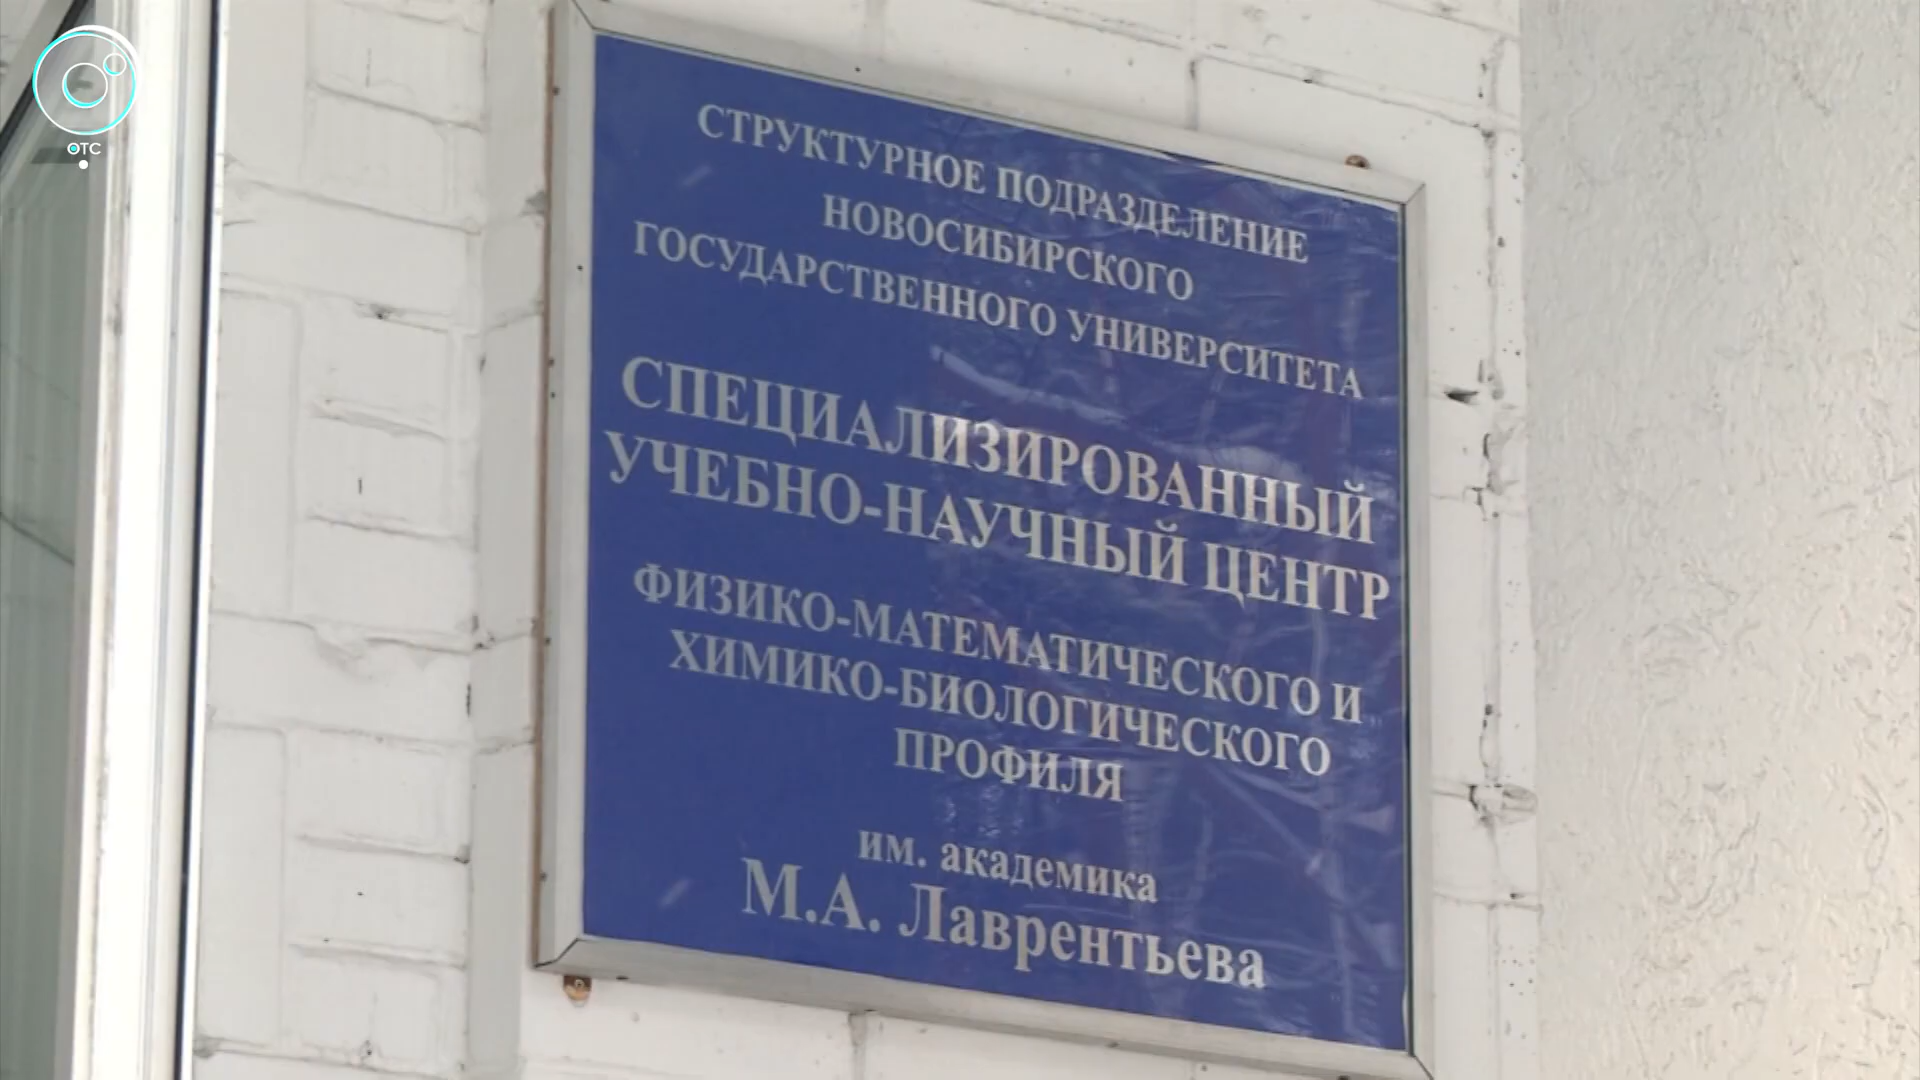 ОТС
СТРУКТУРНОЕ ПОДРАЗДЕЛЕНИЕ
НОВОСИБИРСКОГО
ГОСУДАРСТВЕННОГО УНИВЕРСИТЕТА
СПЕЦИАЛИЗИРОВАННЫЙ
УЧЕБНО-НАУЧНЫЙ ЦЕНТР
ФИЗИКО-МАТЕМАТИЧЕСКОГО И
ХИМИКО-БИОЛОГИЧЕСКОГО
ПРОФИЛЯ
им. академика
М.А. Лаврентьева